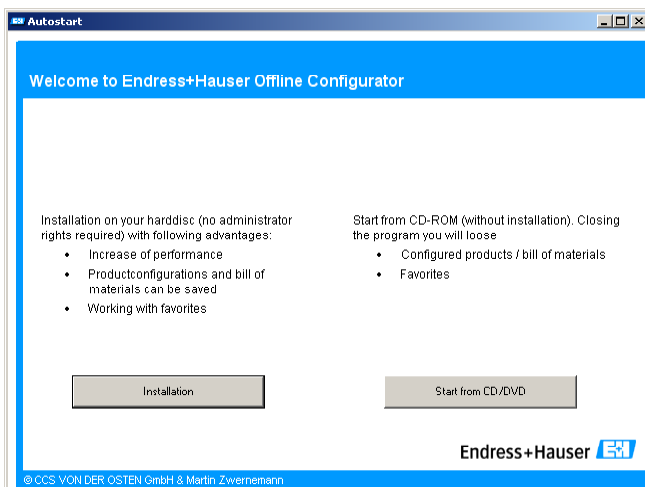 Autostart
Welcome to Endress+Hauser Offline Configurator
Installation on your harddisc (no administrator
rights required) with following advantages:
• Increase of performance
• Productconfigurations and bill of
materials can be saved
• Working with favorites
Installation
Start from CD-ROM (without installation). Closing
the program you will loose
• Configured products / bill of materials
• Favorites
Start from CD/DVD
Endress+Hauser EH
© CCS VON DER OSTEN GmbH & Martin Zwernemann